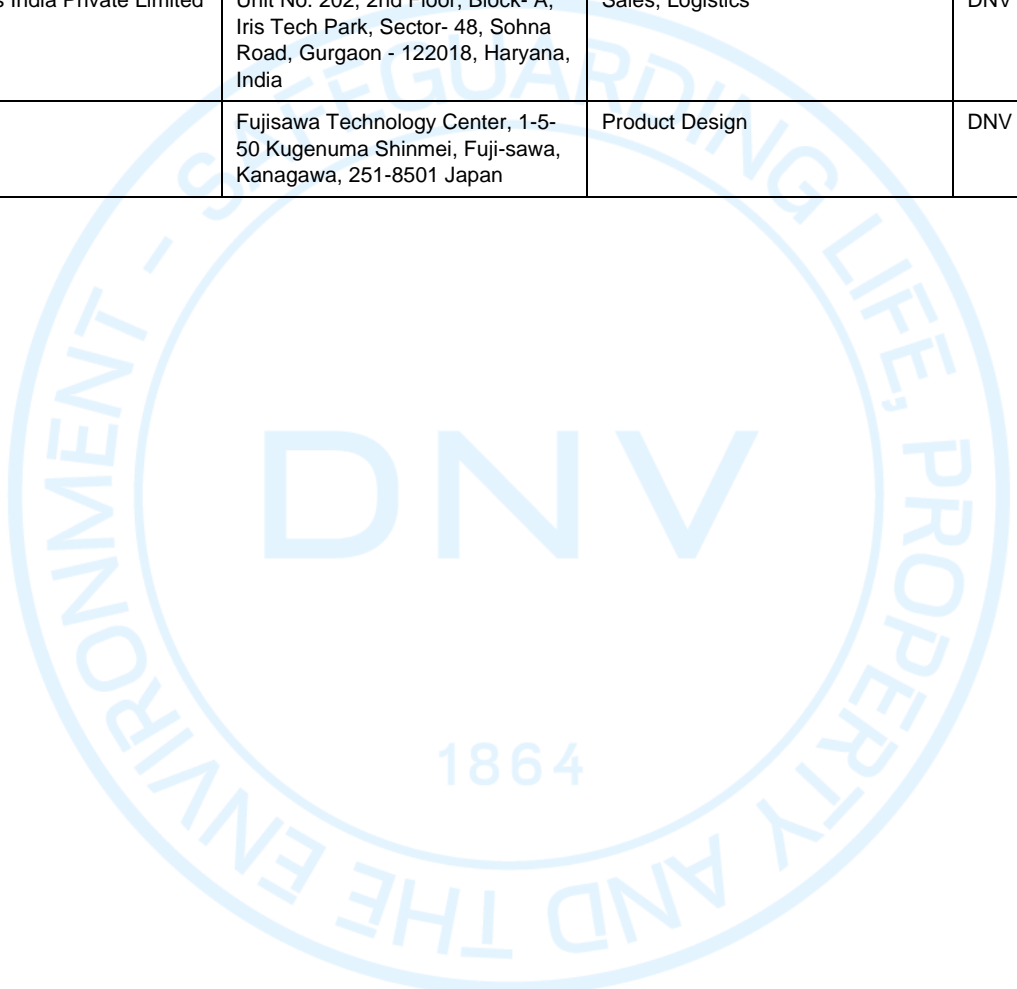 s India Private Limited
Unit No. 202, 2nd Floor, Block- A,
Iris Tech Park, Sector- 48, Sohna
Road, Gurgaon - 122018, Haryana,
India
Sales, Logistics
DNV
Fujisawa Technology Center, 1-5-
50 Kugenuma Shinmei, Fuji-sawa,
Kanagawa, 251-8501 Japan
Product Design
DNV
SAFEGUARDING LIFE, PROPERTY AND THE ENVIRONMENT -
DNV
1864